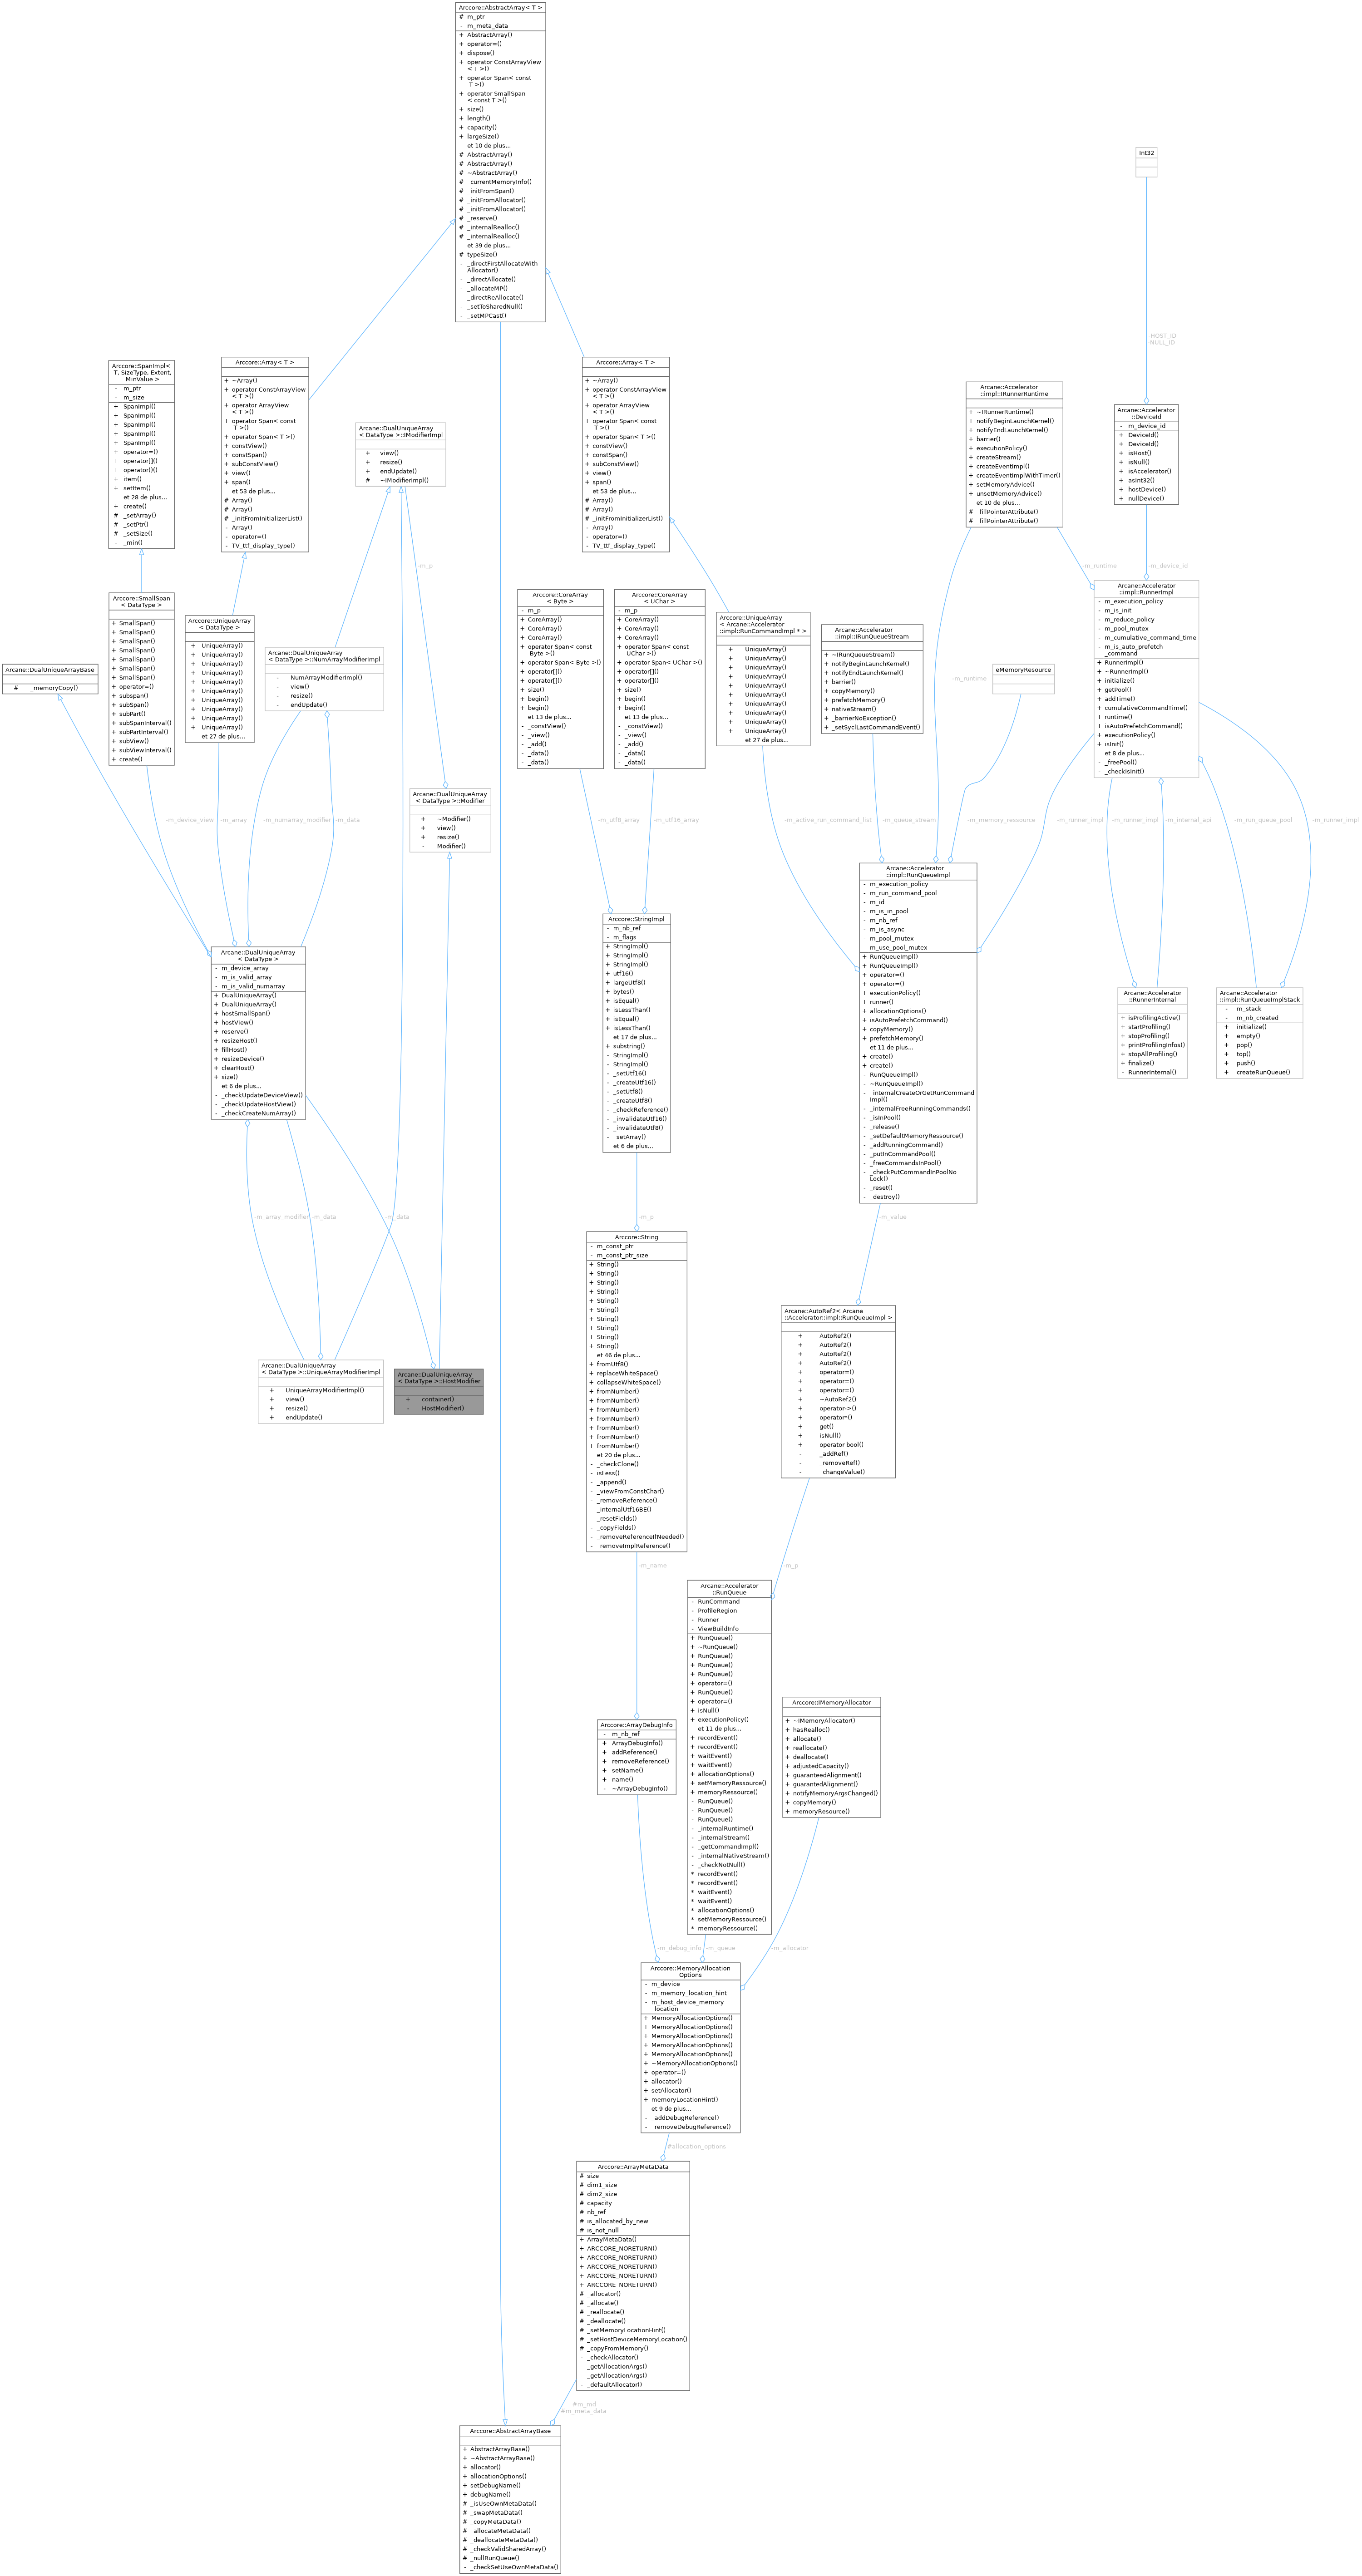 Arccore::AbstractArray< T >
# m_ptr
- m_meta_data
+ AbstractArray()
+ operator=()
+ dispose()
+ operator ConstArrayView
< T >()
+ operator Span< const
T >()
+ operator SmallSpan
< const T >()
+ size()
+ length()
+ capacity()
+ largeSize()
et 10 de plus...
# AbstractArray()
# AbstractArray()
# ~AbstractArray()
# _currentMemoryInfo()
# _initFromSpan()
# _initFromAllocator()
# _initFromAllocator()
# _reserve()
# _internalRealloc()
# _internalRealloc()
et 39 de plus...
# typeSize()
- _directFirstAllocateWith
Allocator()
- _directAllocate()
- _allocateMP()
- _directReAllocate()
- _setToSharedNull()
- _setMPCast()
Int32
-HOST_ID
-NULL_ID
Arccore::SpanImpl<
T, SizeType, Extent,
MinValue >
- m_ptr
- m_size
+ SpanImpl()
+ SpanImpl()
+ SpanImpl()
+ SpanImpl()
+ SpanImpl()
+ operator=()
+ operator[]()
+ operator()()
+ item()
+ setItem()
et 28 de plus...
+ create()
# _setArray()
# _setPtr()
# _setSize()
- _min()
Arccore::Array< T >
+ ~Array()
+ operator ConstArrayView
< T >()
+ operator ArrayView
< T >()
+ operator Span< const
T >()
+ operator Span< T >()
+ constView()
+ constSpan()
+ subConstView()
+ view()
+ span()
et 53 de plus...
# Array()
# Array()
# _initFromInitializerList()
- Array()
- operator=()
- TV_ttf_display_type()
Arcane::DualUniqueArray
< DataType >::IModifierImpl
+ view()
+ resize()
+ endUpdate()
# ~IModifierImpl()
Arccore::Array< T >
+ ~Array()
+ operator ConstArrayView
< T >()
+ operator ArrayView
< T >()
+ operator Span< const
T >()
+ operator Span< T >()
+ constView()
+ constSpan()
+ subConstView()
+ view()
+ span()
et 53 de plus...
# Array()
# Array()
# _initFromInitializerList()
- Array()
- operator=()
- TV_ttf_display_type()
Arcane::Accelerator
::impl::IRunnerRuntime
+ ~IRunnerRuntime()
+ notifyBeginLaunchKernel()
+ notifyEndLaunchKernel()
+ barrier()
+ executionPolicy()
+ createStream()
+ createEventImpl()
+ createEventImplWithTimer()
+ setMemoryAdvice()
+ unsetMemoryAdvice()
et 10 de plus...
# _fillPointerAttribute()
# _fillPointerAttribute()
Arcane::Accelerator
::DeviceId
- m_device_id
+ DeviceId()
+ DeviceId()
+ isHost()
+ isNull()
+ isAccelerator()
+ asInt32()
+ hostDevice()
+ nullDevice()
-m_p
-m_runtime
-m_device_id
Arccore::SmallSpan
< DataType >
+ SmallSpan()
+ SmallSpan()
+ SmallSpan()
+ SmallSpan()
+ SmallSpan()
+ SmallSpan()
+ SmallSpan()
+ operator=()
+ subspan()
+ subSpan()
+ subPart()
+ subSpanInterval()
+ subPartInterval()
+ subView()
+ subViewInterval()
+ create()
Arccore::UniqueArray
< DataType >
+ UniqueArray()
+ UniqueArray()
+ UniqueArray()
+ UniqueArray()
+ UniqueArray()
+ UniqueArray()
+ UniqueArray()
+ UniqueArray()
+ UniqueArray()
+ UniqueArray()
et 27 de plus...
Arcane::DualUniqueArray
< DataType >::NumArrayModifierImpl
- NumArrayModifierImpl()
- view()
- resize()
- endUpdate()
Arcane::DualUniqueArrayBase
# _memoryCopy()
Arccore::CoreArray
< Byte >
- m_p
+ CoreArray()
+ CoreArray()
+ CoreArray()
+ operator Span< const
Byte >()
+ operator Span< Byte >()
+ operator[]()
+ operator[]()
+ size()
+ begin()
+ begin()
et 13 de plus...
- _constView()
- _view()
- _add()
- _data()
- _data()
Arccore::CoreArray
< UChar >
- m_p
+ CoreArray()
+ CoreArray()
+ CoreArray()
+ operator Span< const
UChar >()
+ operator Span< UChar >()
+ operator[]()
+ operator[]()
+ size()
+ begin()
+ begin()
et 13 de plus...
- _constView()
- _view()
- _add()
- _data()
- _data()
Arccore::UniqueArray
< Arcane::Accelerator
::impl::RunCommandImpl * >
+ UniqueArray()
+ UniqueArray()
+ UniqueArray()
+ UniqueArray()
+ UniqueArray()
+ UniqueArray()
+ UniqueArray()
+ UniqueArray()
+ UniqueArray()
+ UniqueArray()
et 27 de plus...
Arcane::Accelerator
::impl::IRunQueueStream
+ ~IRunQueueStream()
+ notifyBeginLaunchKernel()
+ notifyEndLaunchKernel()
+ barrier()
+ copyMemory()
+ prefetchMemory()
+ nativeStream()
+ _barrierNoException()
+ _setSyclLastCommandEvent()
-m_runtime
eMemoryResource
Arcane::Accelerator
::impl::RunnerImpl
- m_execution_policy
- m_is_init
- m_reduce_policy
- m_pool_mutex
- m_cumulative_command_time
- m_is_auto_prefetch
_command
+ RunnerImpl()
+ ~RunnerImpl()
+ initialize()
+ getPool()
+ addTime()
+ cumulativeCommandTime()
+ runtime()
+ isAutoPrefetchCommand()
+ executionPolicy()
+ isInit()
et 8 de plus...
- _freePool()
- _checkIsInit()
Arcane::DualUniqueArray
< DataType >::Modifier
+ ~Modifier()
+ view()
+ resize()
- Modifier()
-m_device_view
-m_array
-m_numarray_modifier
-m_data
-m_utf8_array
-m_utf16_array
-m_active_run_command_list
-m_queue_stream
-m_memory_ressource
-m_runner_impl
-m_runner_impl
-m_internal_api
-m_run_queue_pool
-m_runner_impl
Arcane::DualUniqueArray
< DataType >
- m_device_array
- m_is_valid_array
- m_is_valid_numarray
+ DualUniqueArray()
+ DualUniqueArray()
+ hostSmallSpan()
+ hostView()
+ reserve()
+ resizeHost()
+ fillHost()
+ resizeDevice()
+ clearHost()
+ size()
et 6 de plus...
- _checkUpdateDeviceView()
- _checkUpdateHostView()
- _checkCreateNumArray()
Arccore::StringImpl
- m_nb_ref
- m_flags
+ StringImpl()
+ StringImpl()
+ StringImpl()
+ utf16()
+ largeUtf8()
+ bytes()
+ isEqual()
+ isLessThan()
+ isEqual()
+ isLessThan()
et 17 de plus...
+ substring()
- StringImpl()
- StringImpl()
- _setUtf16()
- _createUtf16()
- _setUtf8()
- _createUtf8()
- _checkReference()
- _invalidateUtf16()
- _invalidateUtf8()
- _setArray()
et 6 de plus...
Arcane::Accelerator
::impl::RunQueueImpl
- m_execution_policy
- m_run_command_pool
- m_id
- m_is_in_pool
- m_nb_ref
- m_is_async
- m_pool_mutex
- m_use_pool_mutex
+ RunQueueImpl()
+ RunQueueImpl()
+ operator=()
+ operator=()
+ executionPolicy()
+ runner()
+ allocationOptions()
+ isAutoPrefetchCommand()
+ copyMemory()
+ prefetchMemory()
et 11 de plus...
+ create()
+ create()
- RunQueueImpl()
- ~RunQueueImpl()
- _internalCreateOrGetRunCommand
Impl()
- _internalFreeRunningCommands()
- _isInPool()
- _release()
- _setDefaultMemoryRessource()
- _addRunningCommand()
- _putInCommandPool()
- _freeCommandsInPool()
- _checkPutCommandInPoolNo
Lock()
- _reset()
- _destroy()
Arcane::Accelerator
::RunnerInternal
+ isProfilingActive()
+ startProfiling()
+ stopProfiling()
+ printProfilingInfos()
+ stopAllProfiling()
+ finalize()
- RunnerInternal()
Arcane::Accelerator
::impl::RunQueueImplStack
- m_stack
- m_nb_created
+ initialize()
+ empty()
+ pop()
+ top()
+ push()
+ createRunQueue()
-m_array_modifier
-m_data
-m_data
-m_p
-m_value
Arcane::DualUniqueArray
< DataType >::UniqueArrayModifierImpl
+ UniqueArrayModifierImpl()
+ view()
+ resize()
+ endUpdate()
Arcane::DualUniqueArray
< DataType >::HostModifier
+ container()
- HostModifier()
Arccore::String
- m_const_ptr
- m_const_ptr_size
+ String()
+ String()
+ String()
+ String()
+ String()
+ String()
+ String()
+ String()
+ String()
+ String()
et 46 de plus...
+ fromUtf8()
+ replaceWhiteSpace()
+ collapseWhiteSpace()
+ fromNumber()
+ fromNumber()
+ fromNumber()
+ fromNumber()
+ fromNumber()
+ fromNumber()
+ fromNumber()
et 20 de plus...
- _checkClone()
- isLess()
- _append()
- _viewFromConstChar()
- _removeReference()
- _internalUtf16BE()
- _resetFields()
- _copyFields()
- _removeReferenceIfNeeded()
- _removeImplReference()
Arcane::AutoRef2< Arcane
::Accelerator::impl::RunQueueImpl >
+ AutoRef2()
+ AutoRef2()
+ AutoRef2()
+ AutoRef2()
+ operator=()
+ operator=()
+ operator=()
+ ~AutoRef2()
+ operator->()
+ operator*()
+ get()
+ isNull()
+ operator bool()
- _addRef()
- _removeRef()
- _changeValue()
-m_name
-m_p
Arcane::Accelerator
::RunQueue
- RunCommand
- ProfileRegion
- Runner
- ViewBuildInfo
+ RunQueue()
+ ~RunQueue()
+ RunQueue()
+ RunQueue()
+ RunQueue()
+ operator=()
+ RunQueue()
+ operator=()
+ isNull()
+ executionPolicy()
et 11 de plus...
+ recordEvent()
+ recordEvent()
+ waitEvent()
+ waitEvent()
+ allocationOptions()
+ setMemoryRessource()
+ memoryRessource()
- RunQueue()
- RunQueue()
- RunQueue()
- _internalRuntime()
- _internalStream()
- _getCommandImpl()
- _internalNativeStream()
- _checkNotNull()
* recordEvent()
* recordEvent()
* waitEvent()
* waitEvent()
* allocationOptions()
* setMemoryRessource()
* memoryRessource()
Arccore::IMemoryAllocator
+ ~IMemoryAllocator()
+ hasRealloc()
+ allocate()
+ reallocate()
+ deallocate()
+ adjustedCapacity()
+ guaranteedAlignment()
+ guarantedAlignment()
+ notifyMemoryArgsChanged()
+ copyMemory()
+ memoryResource()
Arccore::ArrayDebugInfo
- m_nb_ref
+ ArrayDebugInfo()
+ addReference()
+ removeReference()
+ setName()
+ name()
- ~ArrayDebugInfo()
-m_debug_info
-m_queue
-m_allocator
Arccore::MemoryAllocation
Options
- m_device
- m_memory_location_hint
- m_host_device_memory
_location
+ MemoryAllocationOptions()
+ MemoryAllocationOptions()
+ MemoryAllocationOptions()
+ MemoryAllocationOptions()
+ MemoryAllocationOptions()
+ ~MemoryAllocationOptions()
+ operator=()
+ allocator()
+ setAllocator()
+ memoryLocationHint()
et 9 de plus...
- _addDebugReference()
- _removeDebugReference()
#allocation_options
Arccore::ArrayMetaData
# size
# dim1_size
# dim2_size
# capacity
# nb_ref
# is_allocated_by_new
# is_not_null
+ ArrayMetaData()
+ ARCCORE_NORETURN()
+ ARCCORE_NORETURN()
+ ARCCORE_NORETURN()
+ ARCCORE_NORETURN()
+ ARCCORE_NORETURN()
# _allocator()
# _allocate()
# _reallocate()
# _deallocate()
# _setMemoryLocationHint()
# _setHostDeviceMemoryLocation()
# _copyFromMemory()
- _checkAllocator()
- _getAllocationArgs()
- _getAllocationArgs()
- _defaultAllocator()
#m_md
#m_meta_data
Arccore::AbstractArrayBase
+ AbstractArrayBase()
+ ~AbstractArrayBase()
+ allocator()
+ allocationOptions()
+ setDebugName()
+ debugName()
# _isUseOwnMetaData()
# _swapMetaData()
# _copyMetaData()
# _allocateMetaData()
# _deallocateMetaData()
# _checkValidSharedArray()
# _nullRunQueue()
- _checkSetUseOwnMetaData()